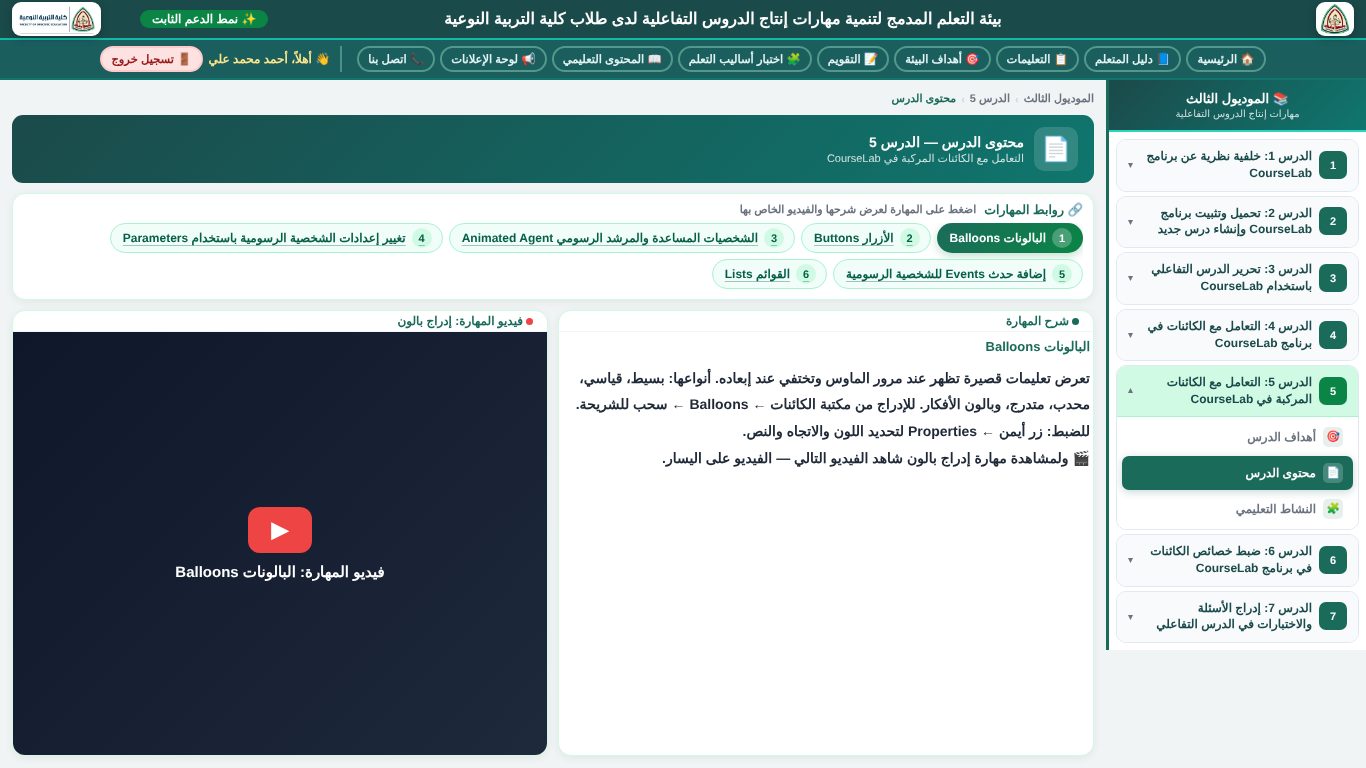 بيئة التعلم المدمج لتنمية مهارات إنتاج الدروس التفاعلية لدى طلاب كلية التربية النوعية
✨ نمط الدعم الثابت
كلية التربية النوعية
🏠 الرئيسية
📘 دليل المتعلم
📋 التعليمات
🎯 أهداف البيئة
📝 التقويم
🧩 اختبار أساليب التعلم
📖 المحتوى التعليمي
📢 لوحة الإعلانات
📞 اتصل بنا
👋 أهلاً، أحمد محمد علي
🚪 تسجيل خروج
📚 الموديول الثالث
مهارات إنتاج الدروس التفاعلية
1
الدرس 1: خلفية نظرية عن برنامج
CourseLab
2
الدرس 2: تحميل وتثبيت برنامج
CourseLab وإنشاء درس جديد
3
الدرس 3: تحرير الدرس التفاعلي
باستخدام CourseLab
4
الدرس 4: التعامل مع الكائنات في
برنامج CourseLab
5
الدرس 5: التعامل مع الكائنات
المركبة في CourseLab
🎯 أهداف الدرس
📄 محتوى الدرس
🧩 النشاط التعليمي
6
الدرس 6: ضبط خصائص الكائنات
في برنامج CourseLab
7
الدرس 7: إدراج الأسئلة
والاختبارات في الدرس التفاعلي
الموديول الثالث › الدرس 5 › محتوى الدرس
محتوى الدرس — الدرس 5
التعامل مع الكائنات المركبة في CourseLab
🔗 روابط المهارات اضغط على المهارة لعرض شرحها والفيديو الخاص بها
1 البالونات Balloons
2 الأزرار Buttons
3 الشخصيات المساعدة والمرشد الرسومي Animated Agent
4 تغيير إعدادات الشخصية الرسومية باستخدام Parameters
5 إضافة حدث Events للشخصية الرسومية
6 القوائم Lists
شرح المهارة
البالونات Balloons
تعرض تعليمات قصيرة تظهر عند مرور الماوس وتختفي عند إبعاده. أنواعها: بسيط، قياسي،
محدب، متدرج، وبالون الأفكار. للإدراج من مكتبة الكائنات ← Balloons ← سحب للشريحة.
للضبط: زر أيمن ← Properties لتحديد اللون والاتجاه والنص.
🎬 ولمشاهدة مهارة إدراج بالون شاهد الفيديو التالي — الفيديو على اليسار.
فيديو المهارة: إدراج بالون
فيديو المهارة: البالونات Balloons